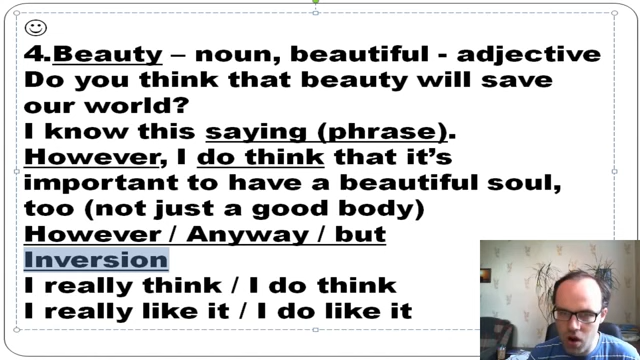 4.Beauty – noun, beautiful - adjective
Do you think that beauty will save
our world?
I know this saying (phrase).
However, I do think that it's
important to have a beautiful soul,
too (not just a good body)
However / Anyway / but
Inversion
I really think / I do think
I really like it / I do like it